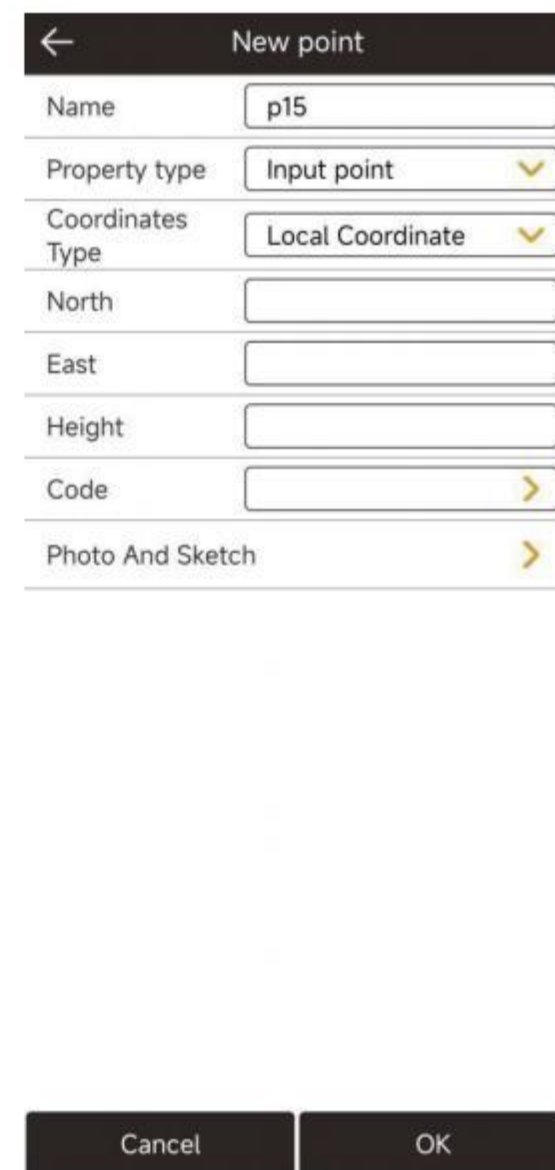 New point
Name p15
Property type Input point
Coordinates
Type Local Coordinate
North
East
Height
Code
Photo And Sketch
Cancel OK